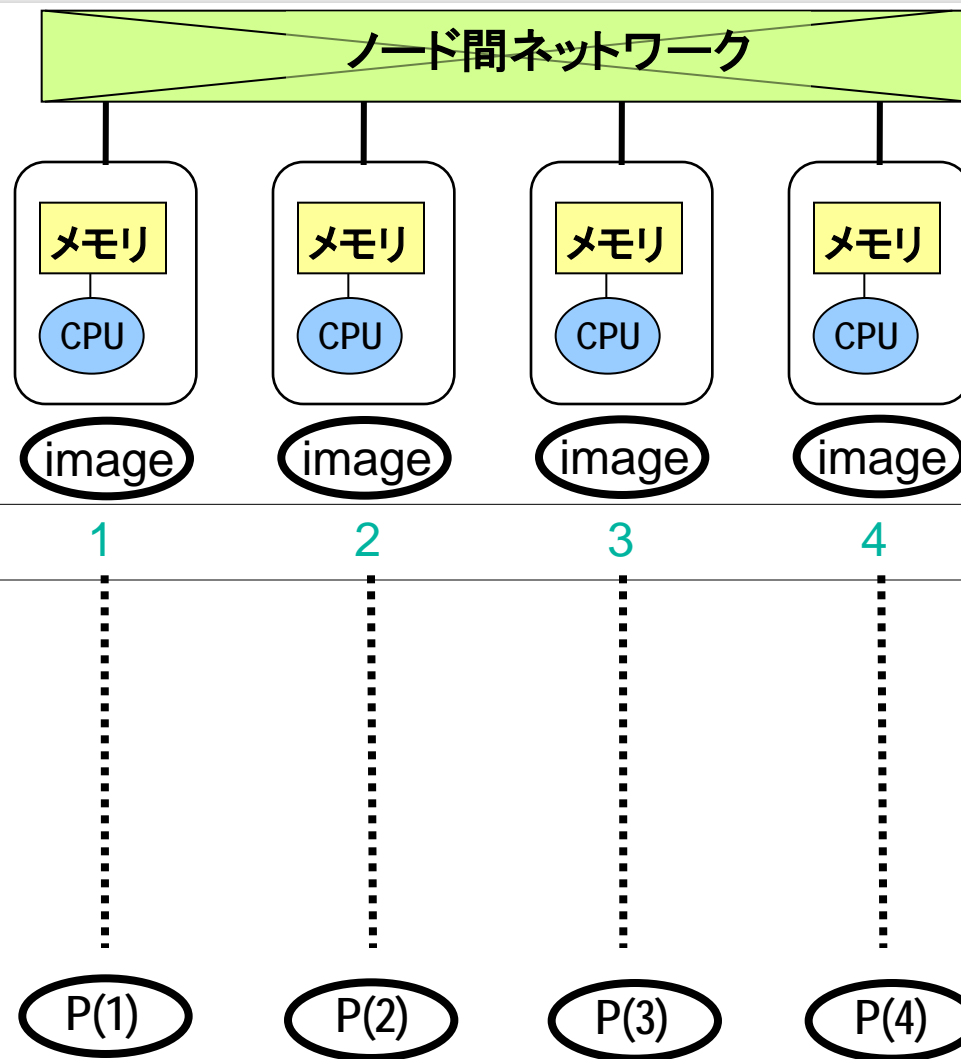 ノード間ネットワーク
メモリ メモリ メモリ メモリ
CPU CPU CPU CPU
image image image image
1 2 3 4
P(1) P(2) P(3) P(4)